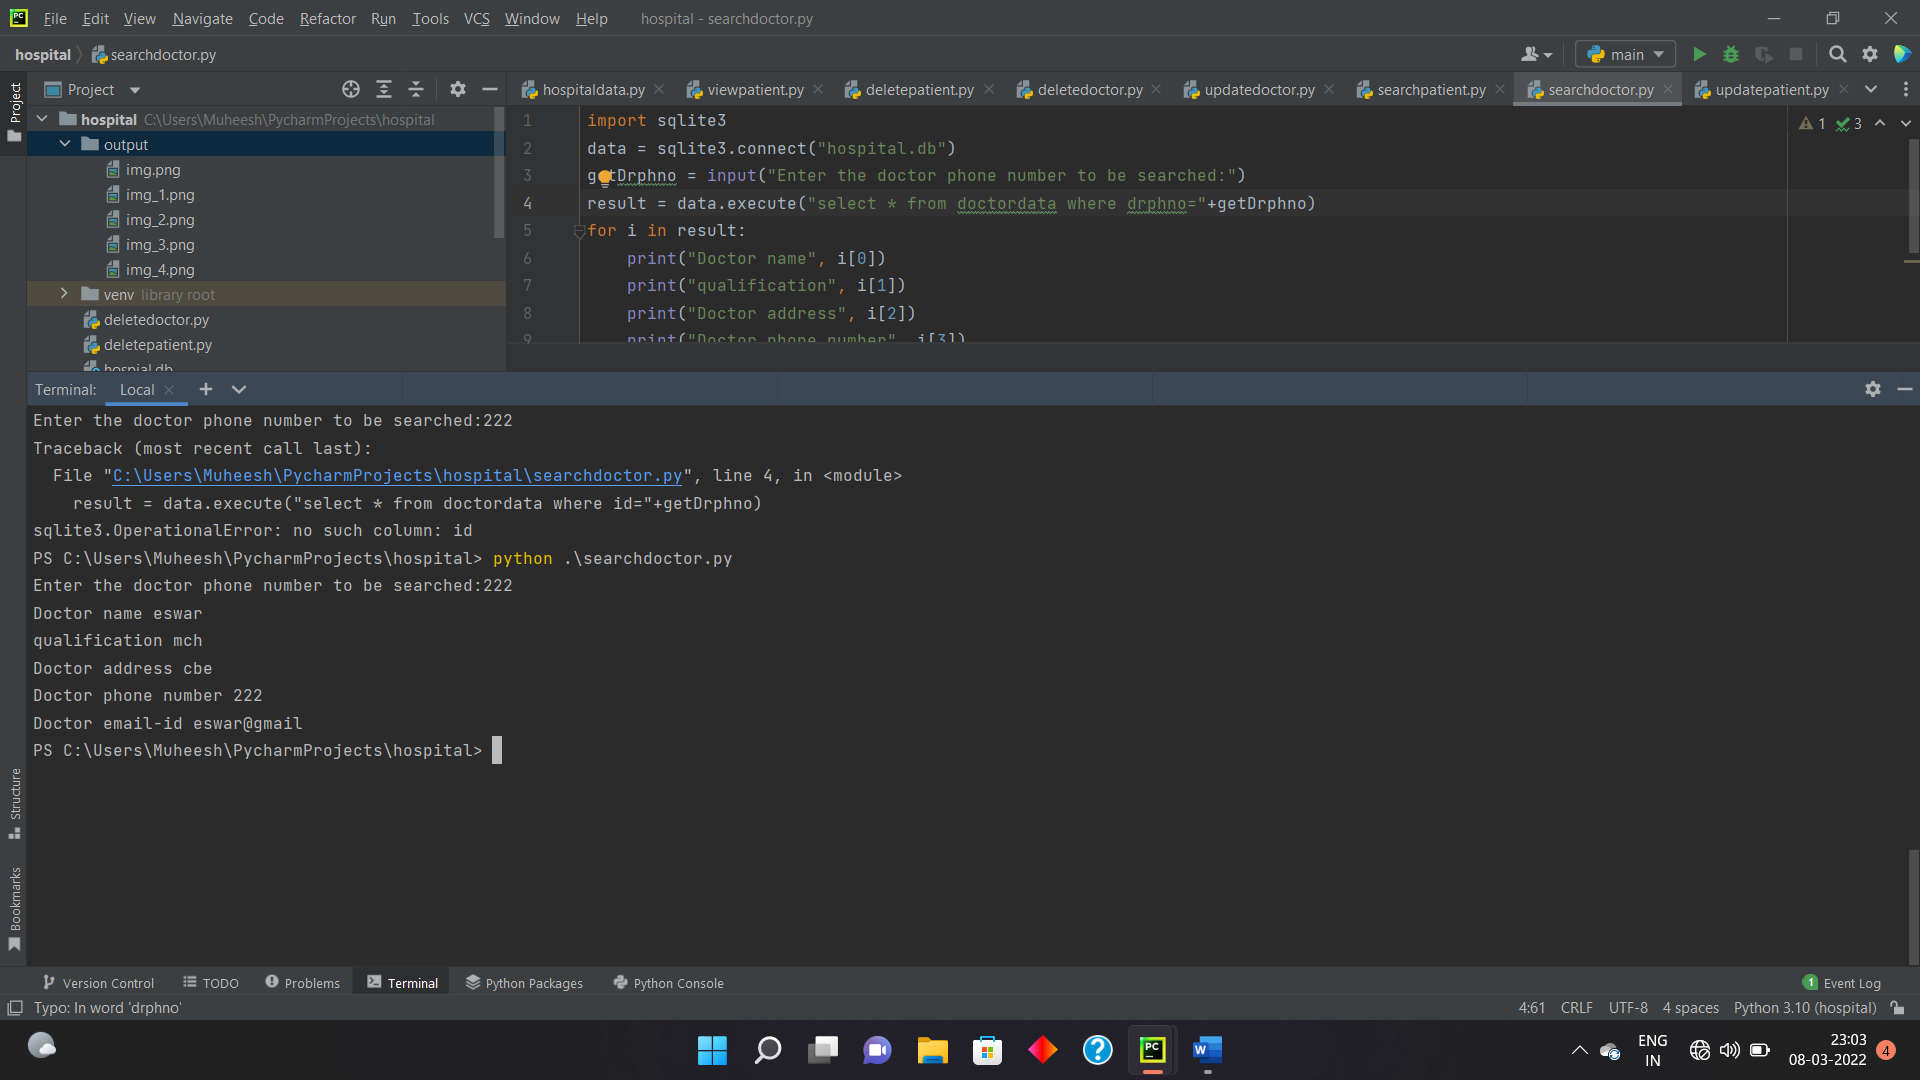 File Edit View Navigate Code Refactor Run Tools VCS Window Help hospital - searchdoctor.py
hospital searchdoctor.py main
Project
Project
hospitaldata.py viewpatient.py deletepatient.py deletedoctor.py updatedoctor.py searchpatient.py searchdoctor.py updatepatient.py
hospital C:\Users\Muheesh\PycharmProjects\hospital
output
img.png
img_1.png
img_2.png
img_3.png
img_4.png
venv library root
deletedoctor.py
deletepatient.py
hospial.db
1 import sqlite3
2 data = sqlite3.connect("hospital.db")
3 getDrphno = input("Enter the doctor phone number to be searched:")
4 result = data.execute("select * from doctordata where drphno="+getDrphno)
5 for i in result:
6 print("Doctor name", i[0])
7 print("qualification", i[1])
8 print("Doctor address", i[2])
9 print("Doctor phone number", i[3])
1 3
Terminal: Local
Enter the doctor phone number to be searched:222
Traceback (most recent call last):
File "C:\Users\Muheesh\PycharmProjects\hospital\searchdoctor.py", line 4, in <module>
result = data.execute("select * from doctordata where id="+getDrphno)
sqlite3.OperationalError: no such column: id
PS C:\Users\Muheesh\PycharmProjects\hospital> python .\searchdoctor.py
Enter the doctor phone number to be searched:222
Doctor name eswar
qualification mch
Doctor address cbe
Doctor phone number 222
Doctor email-id eswar@gmail
PS C:\Users\Muheesh\PycharmProjects\hospital>
Structure
Bookmarks
Version Control TODO Problems Terminal Python Packages Python Console 1 Event Log
Typo: In word 'drphno' 4:61 CRLF UTF-8 4 spaces Python 3.10 (hospital)
ENG
IN
23:03
08-03-2022
4